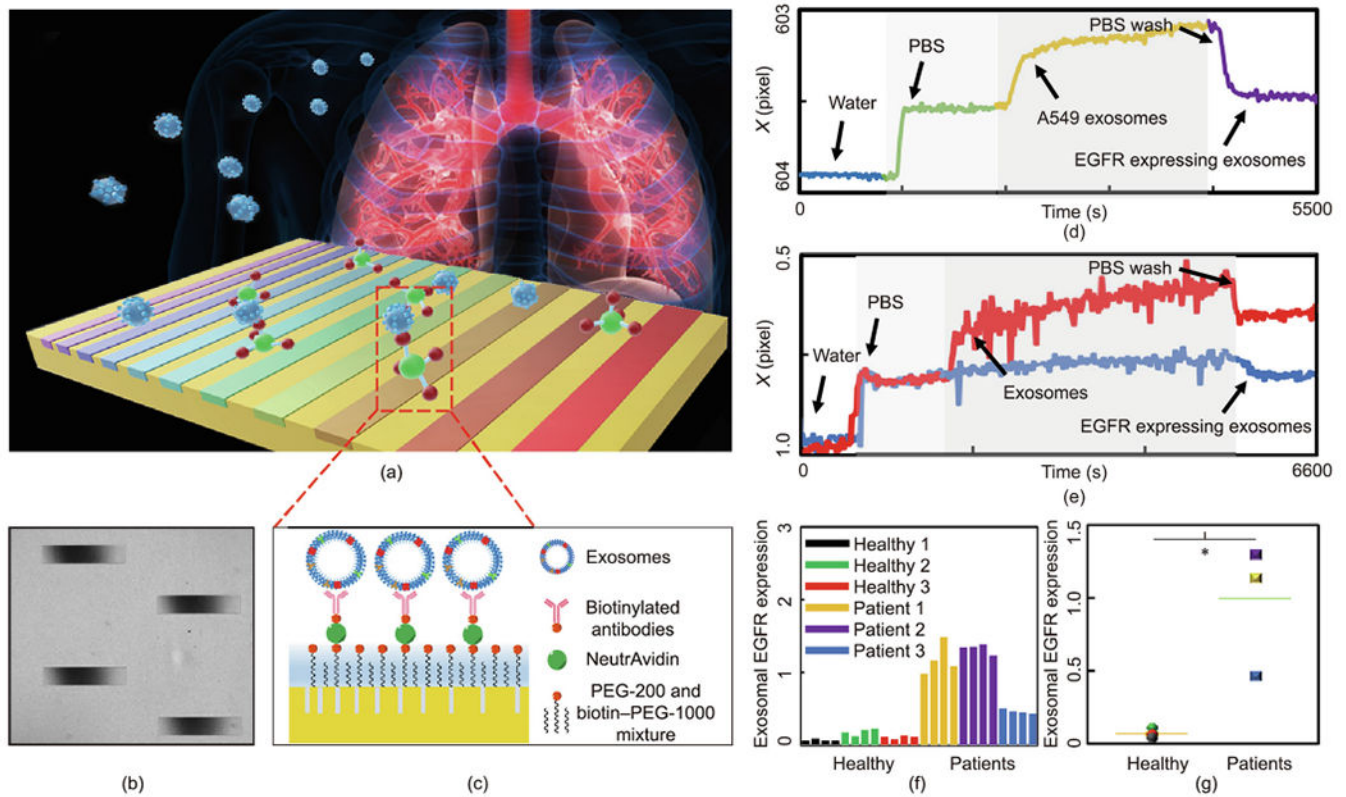 (a)
(b)
Exosomes
Biotinylated
antibodies
NeutrAvidin
PEG-200 and
biotin–PEG-1000
mixture
(c)
603
X (pixel)
604
Water
PBS
A549 exosomes
PBS wash
EGFR expressing exosomes
0
Time (s)
5500
(d)
0.5
X (pixel)
1.0
Water
PBS
Exosomes
PBS wash
EGFR expressing exosomes
0
Time (s)
6600
(e)
Exosomal EGFR expression
3
2
1
0
Healthy 1
Healthy 2
Healthy 3
Patient 1
Patient 2
Patient 3
Healthy
Patients
(f)
Exosomal EGFR expression
1.5
1.0
0.5
0
*
Healthy
Patients
(g)